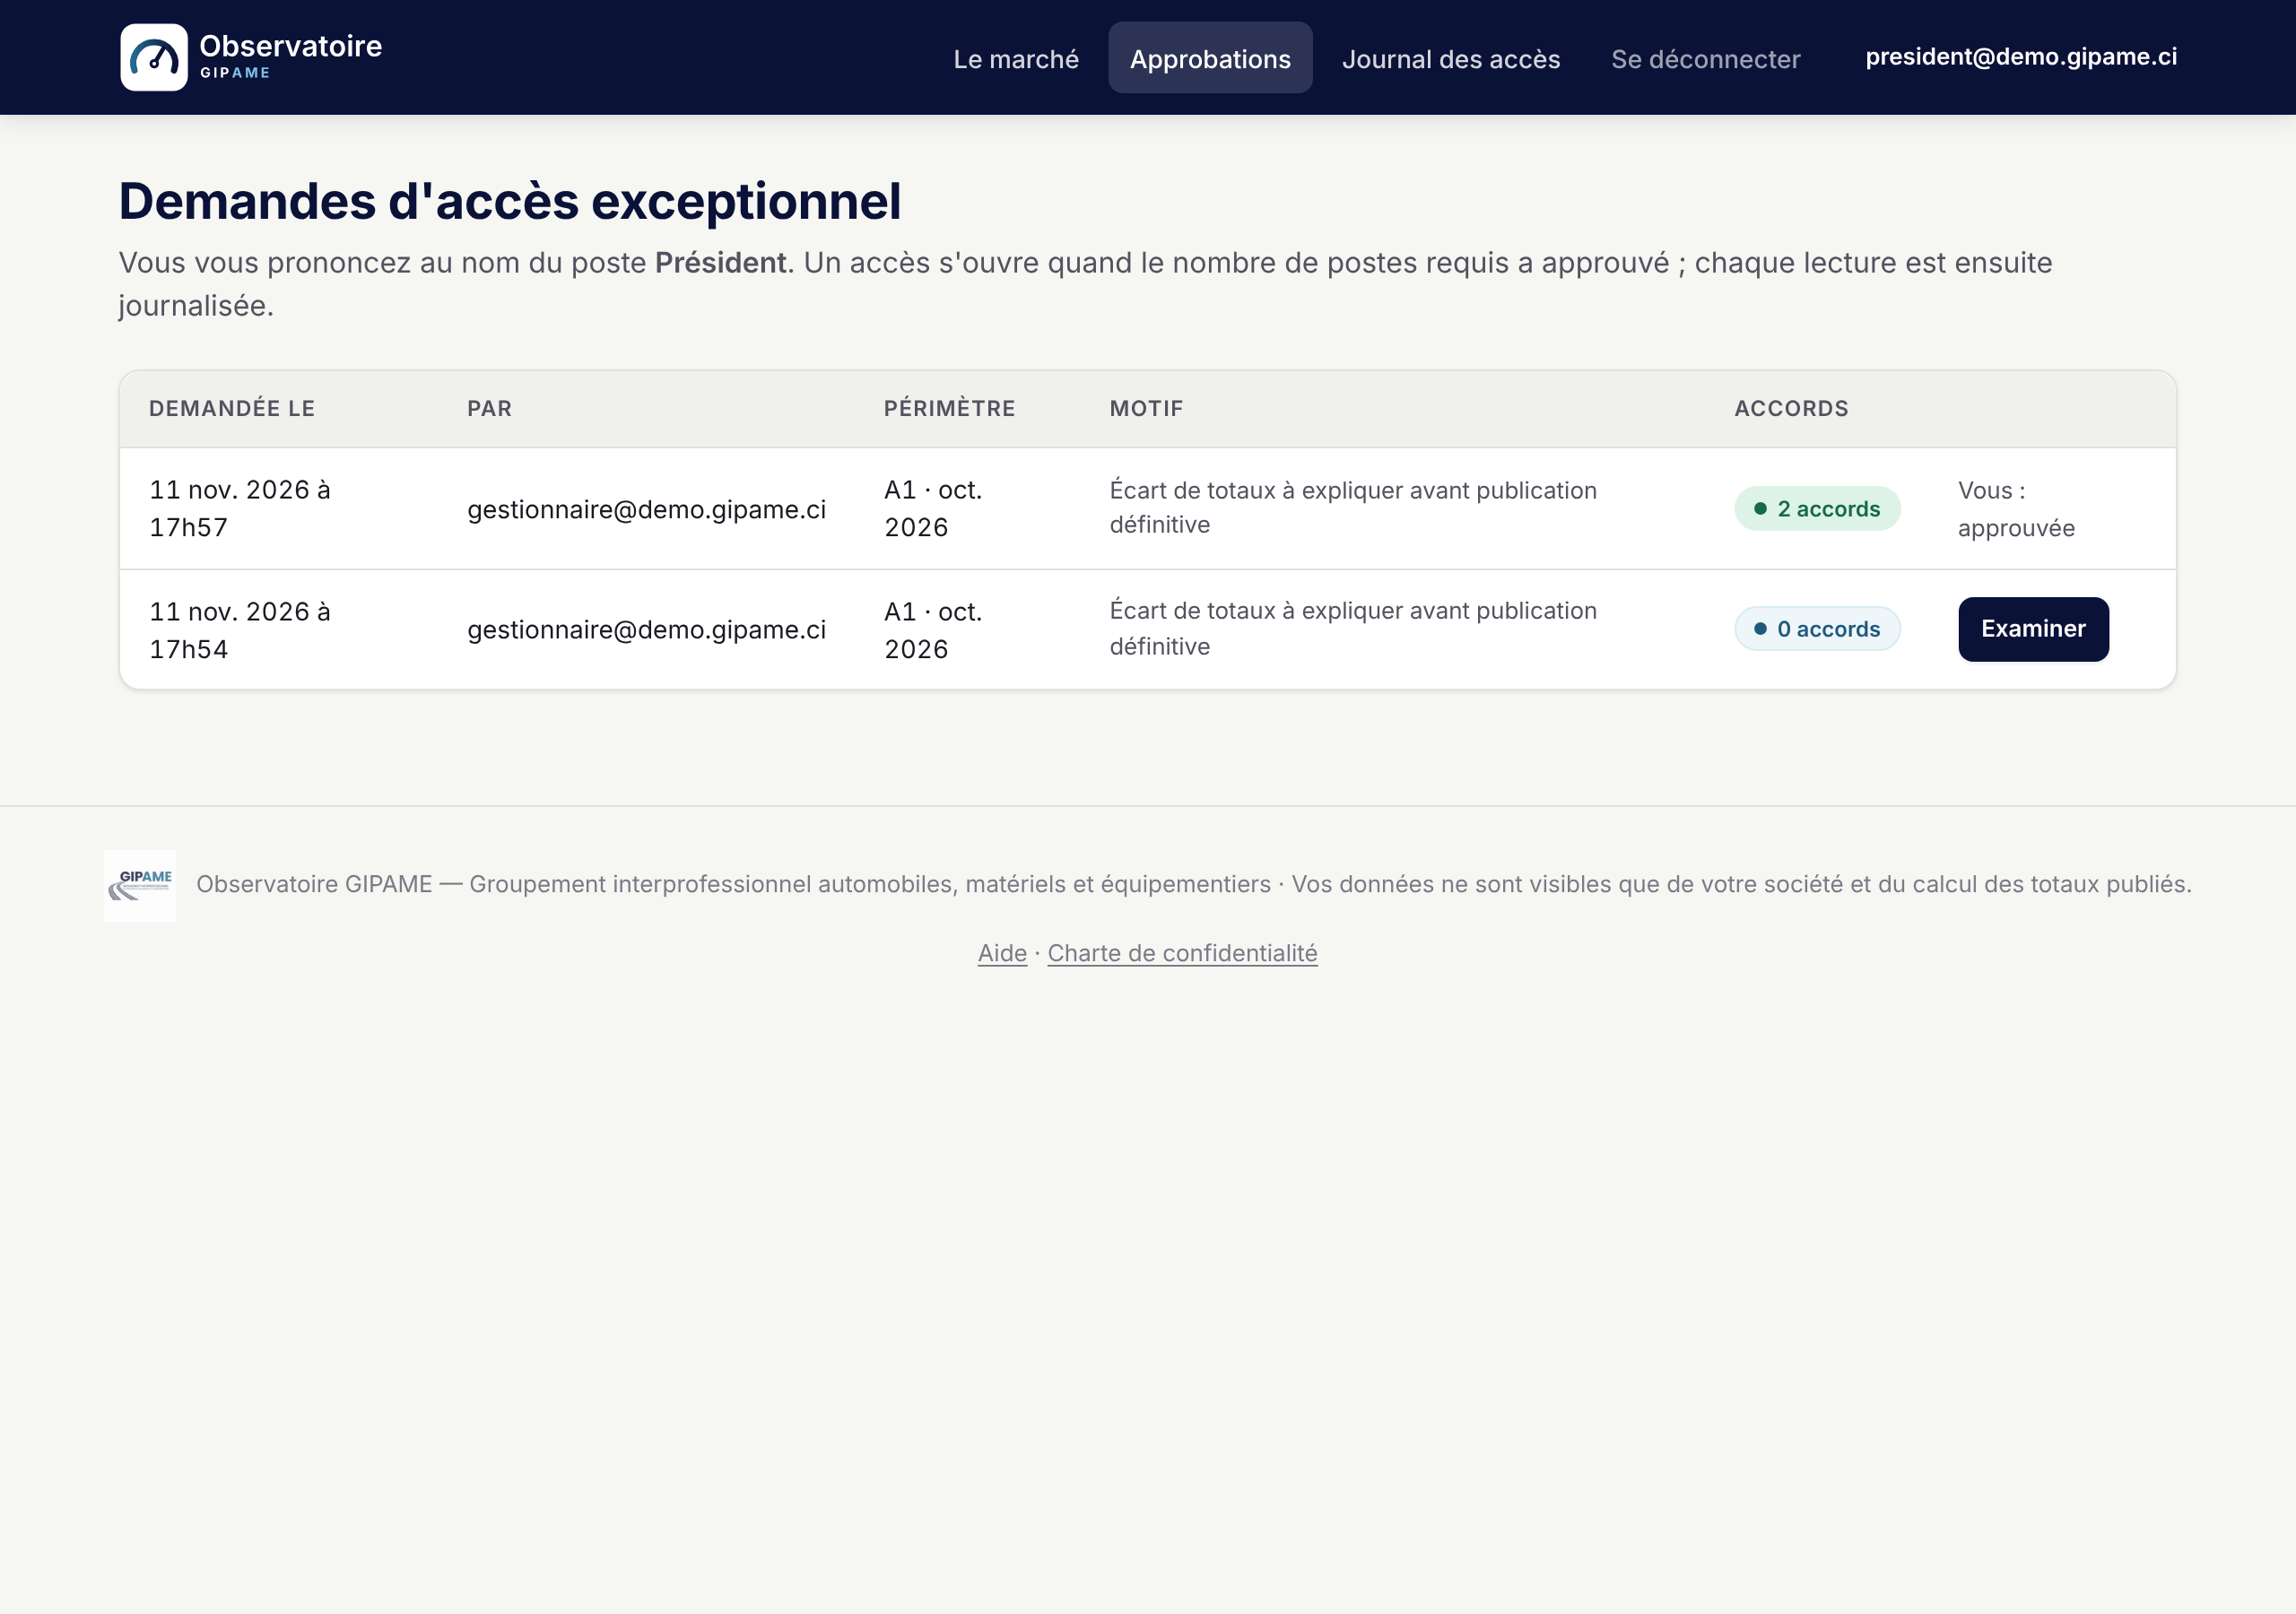 Observatoire
GIPAME
Le marché
Approbations
Journal des accès
Se déconnecter
president@demo.gipame.ci
Demandes d'accès exceptionnel
Vous vous prononcez au nom du poste Président. Un accès s'ouvre quand le nombre de postes requis a approuvé ; chaque lecture est ensuite
journalisée.
DEMANDÉE LE PAR PÉRIMÈTRE MOTIF ACCORDS
11 nov. 2026 à
17h57
gestionnaire@demo.gipame.ci
A1 · oct.
2026
Écart de totaux à expliquer avant publication
définitive
2 accords
Vous :
approuvée
11 nov. 2026 à
17h54
gestionnaire@demo.gipame.ci
A1 · oct.
2026
Écart de totaux à expliquer avant publication
définitive
0 accords
Examiner
GIPAME
Observatoire GIPAME — Groupement interprofessionnel automobiles, matériels et équipementiers · Vos données ne sont visibles que de votre société et du calcul des totaux publiés.
Aide · Charte de confidentialité